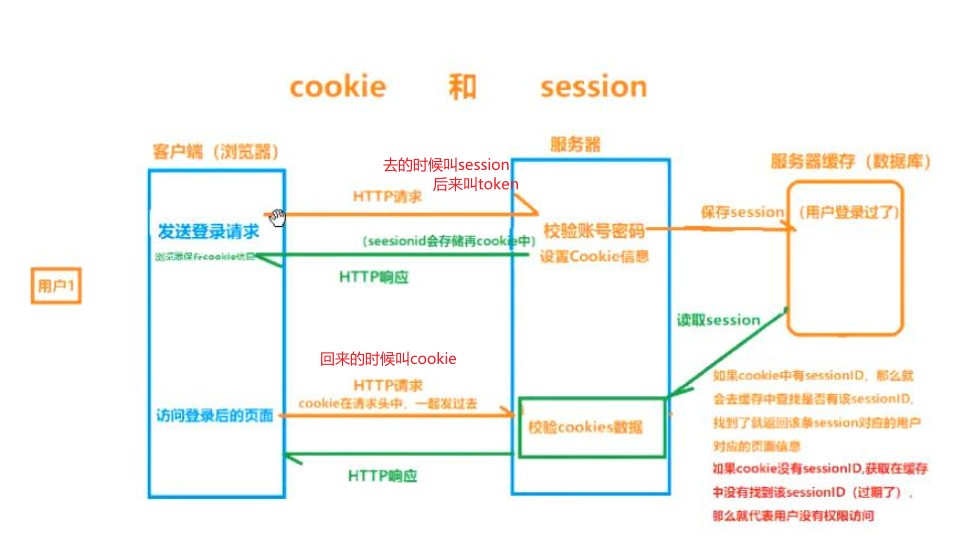 cookie 和 session
客户端（浏览器）
服务器
服务器缓存（数据库）
去的时候叫session
后来叫token
HTTP请求
保存session
（用户登录过了）
发送登录请求
校验账号密码
（seesionid会存储再cookie中）
设置Cookie信息
浏览器保存cookie信息
HTTP响应
用户1
读取session
回来的时候叫cookie
HTTP请求
cookie在请求头中，一起发过去
访问登录后的页面
校验cookies数据
HTTP响应
如果cookie中有sessionID，那么就
会去缓存中查找是否有该sessionID,
找到了就返回该条session对应的用户
对应的页面信息
如果cookie没有sessionID,获取在缓存
中没有找到该sessionID（过期了），
那么就代表用户没有权限访问